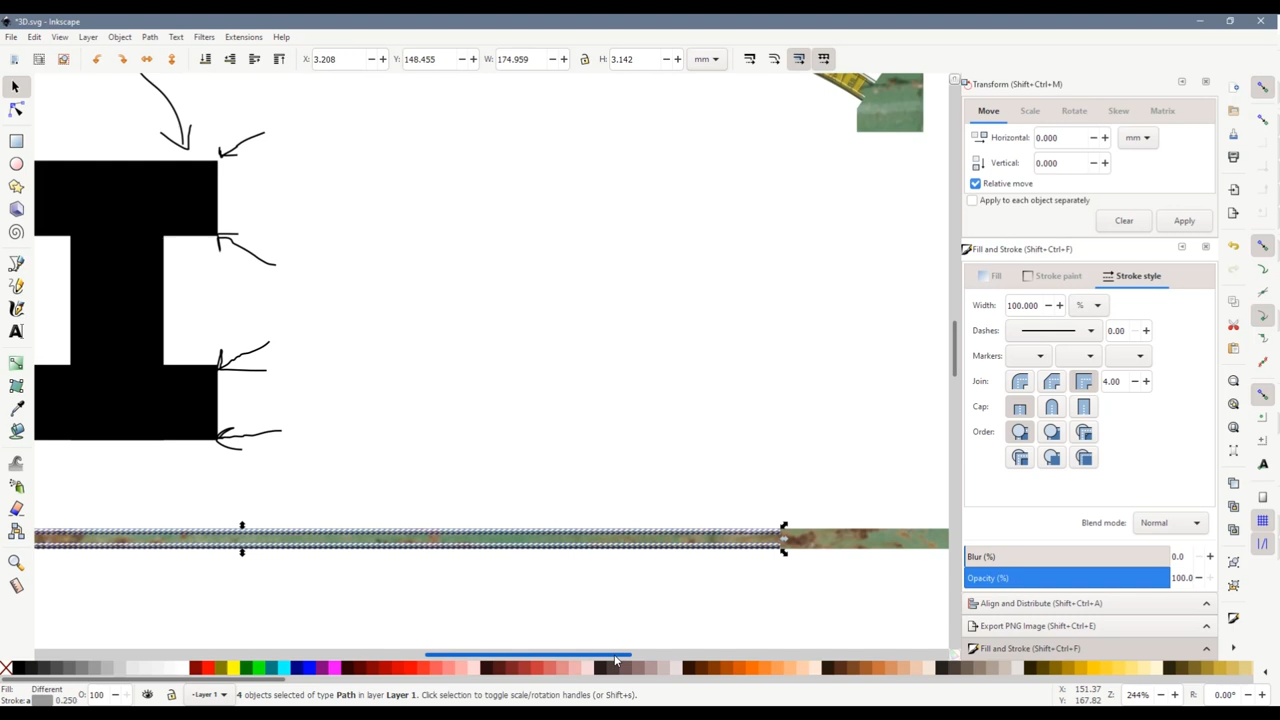 *3D.svg - Inkscape
File Edit View Layer Object Path Text Filters Extensions Help
X: 3.208 Y: 148.455 W: 174.959 H: 3.142 mm
Transform (Shift+Ctrl+M)
Move Scale Rotate Skew Matrix
Horizontal: 0.000 mm
Vertical: 0.000
Relative move
Apply to each object separately
Clear Apply
Fill and Stroke (Shift+Ctrl+F)
Fill Stroke paint Stroke style
Width: 100.000 %
Dashes: 0.00
Markers:
Join: 4.00
Cap:
Order:
Blend mode: Normal
Blur (%) 0.0
Opacity (%) 100.0
Align and Distribute (Shift+Ctrl+A)
Export PNG Image (Shift+Ctrl+E)
Fill and Stroke (Shift+Ctrl+F)
Fill: Different O: 100 Layer 1 4 objects selected of type Path in layer Layer 1. Click selection to toggle scale/rotation handles (or Shift+s). X: 151.37 Z: 244% R: 0.00°
Stroke: a 0.250 Y: 167.82